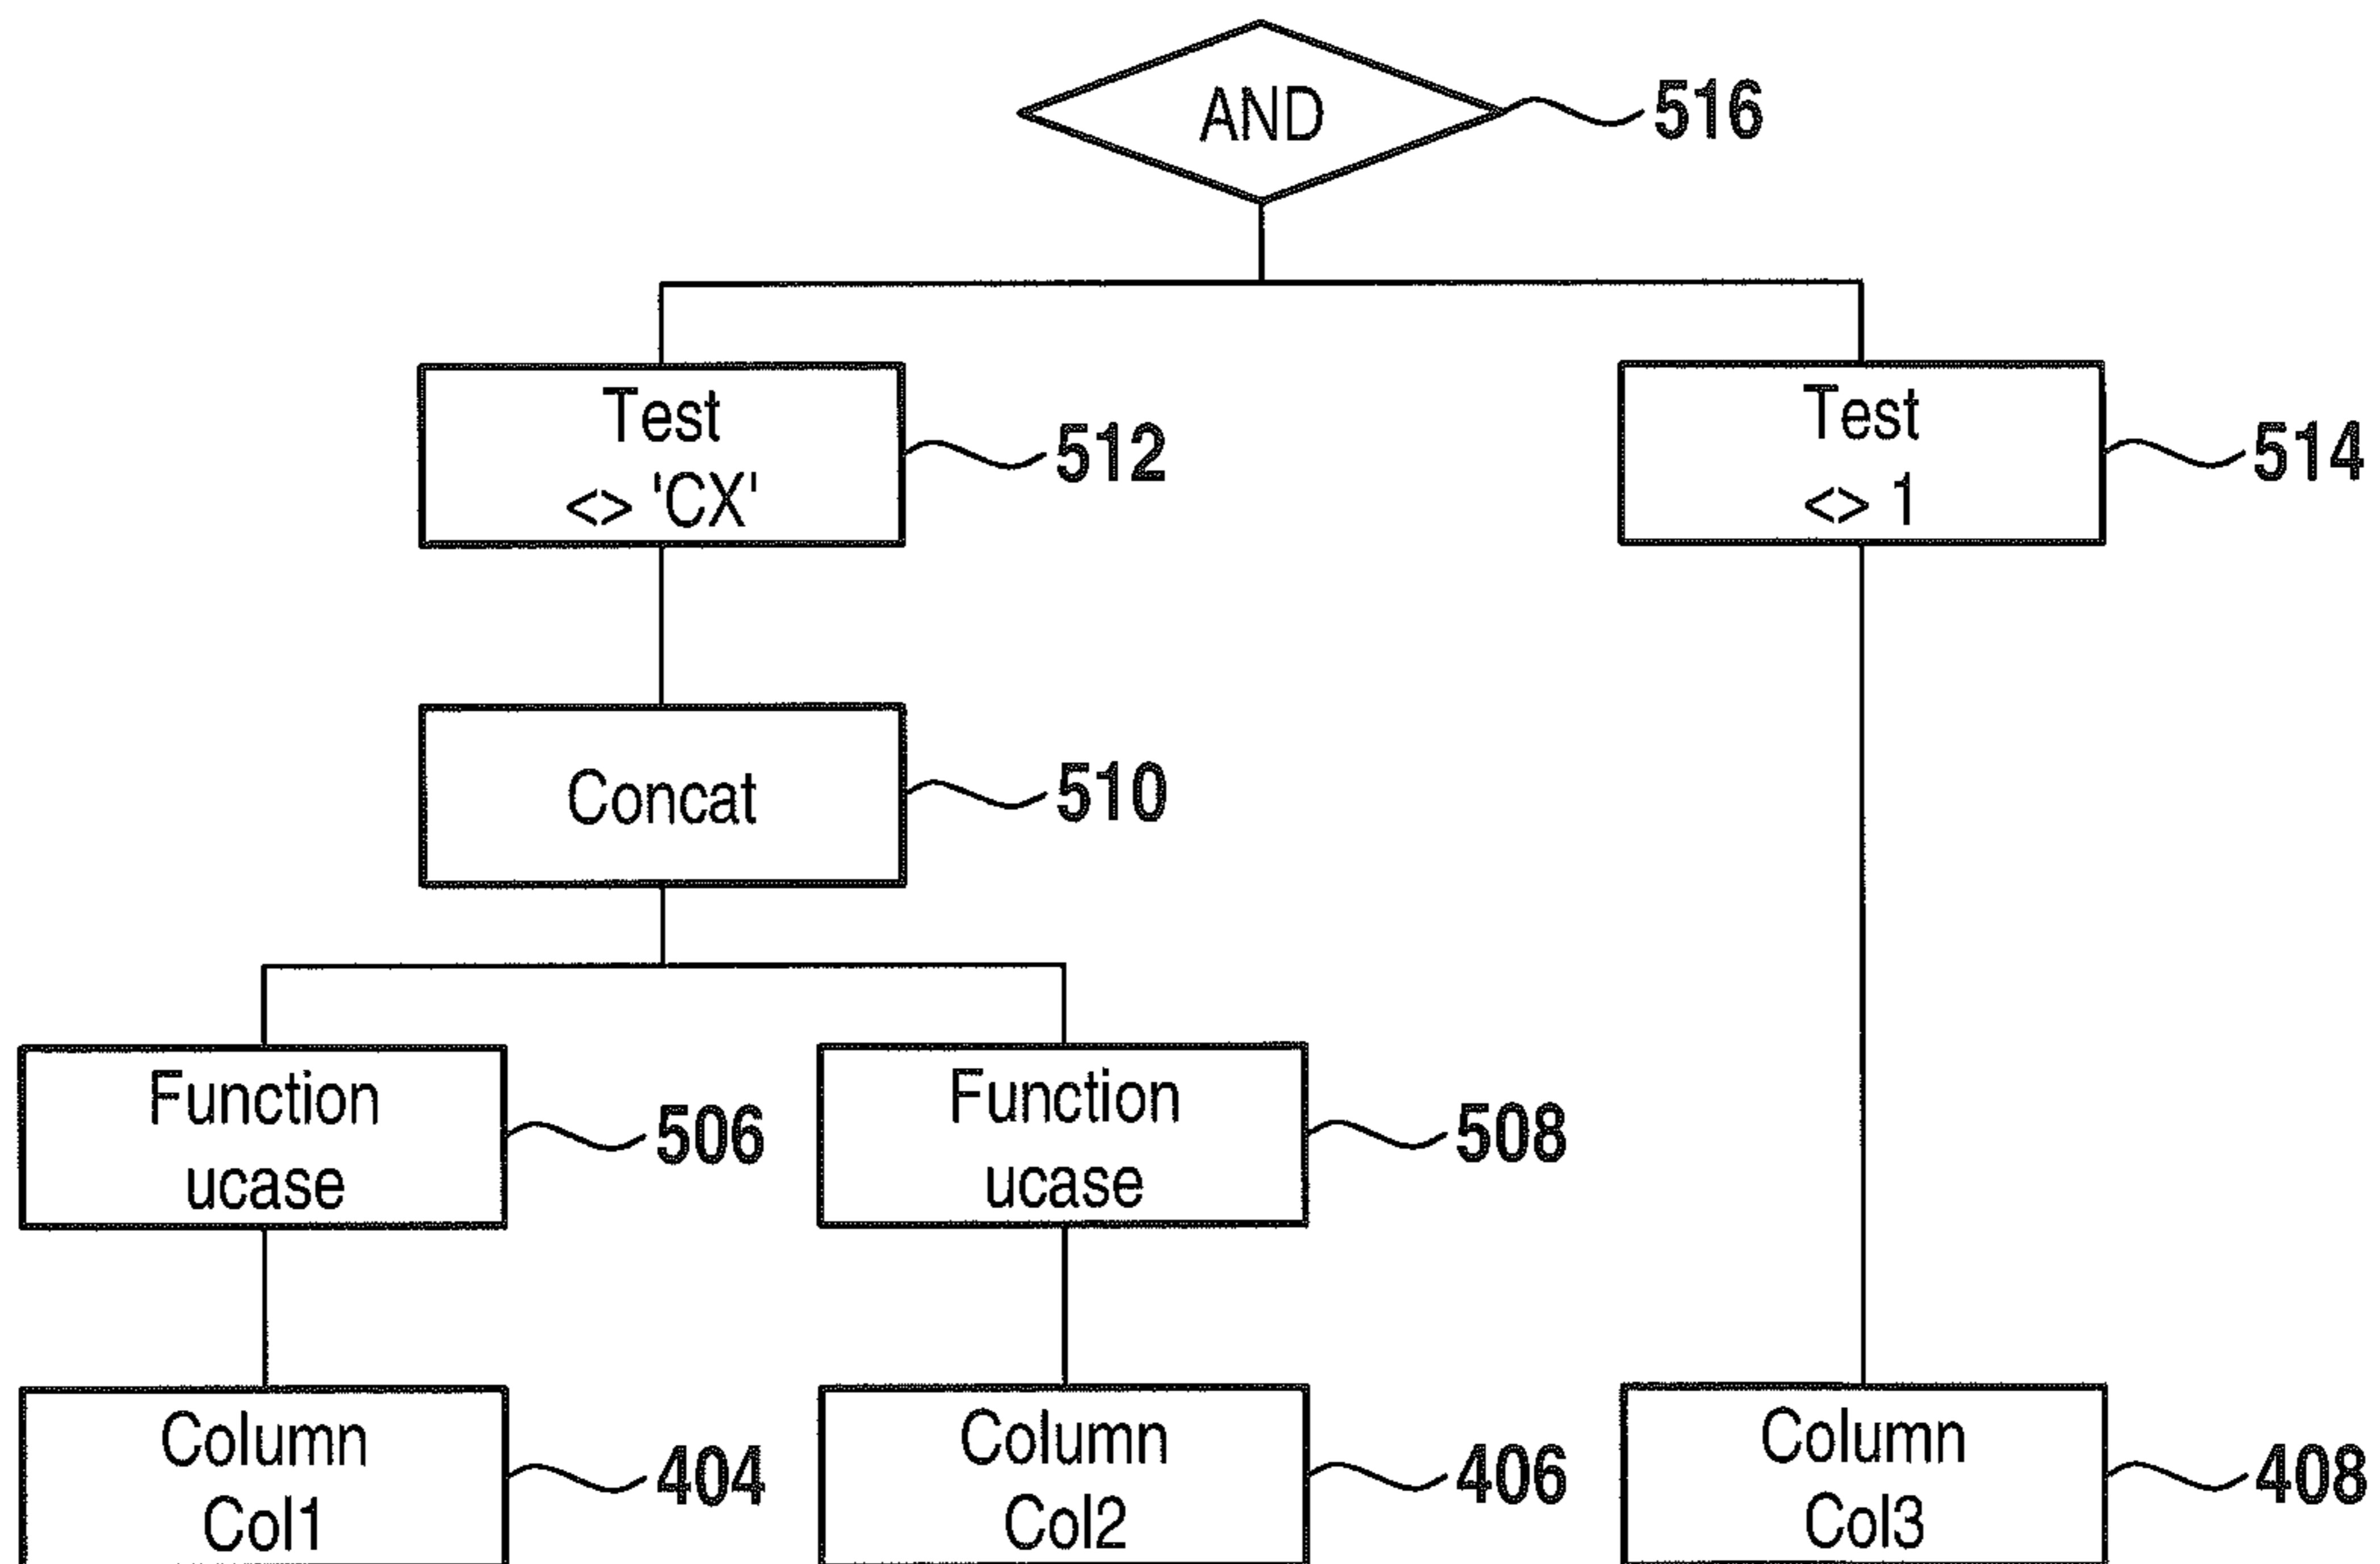 AND
516
Test
<> 'CX'
512
Test
<> 1
514
Concat
510
Function
ucase
506
Function
ucase
508
Column
Col1
404
Column
Col2
406
Column
Col3
408